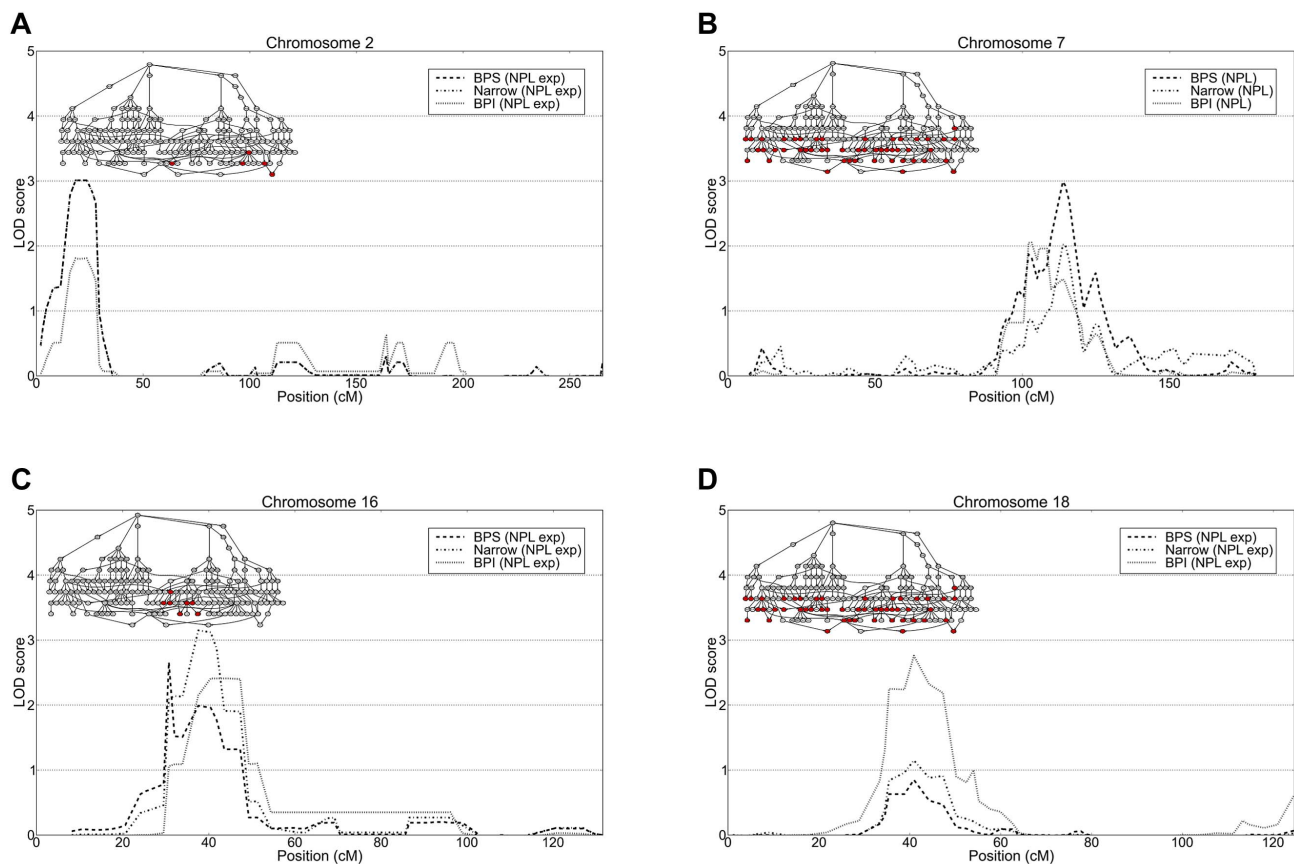 A
Chromosome 2
5
4
3
2
1
0
LOD score
BPS (NPL exp)
Narrow (NPL exp)
BPI (NPL exp)
0 50 100 150 200 250
Position (cM)
B
Chromosome 7
5
4
3
2
1
0
LOD score
BPS (NPL)
Narrow (NPL)
BPI (NPL)
0 50 100 150
Position (cM)
C
Chromosome 16
5
4
3
2
1
0
LOD score
BPS (NPL exp)
Narrow (NPL exp)
BPI (NPL exp)
0 20 40 60 80 100 120
Position (cM)
D
Chromosome 18
5
4
3
2
1
0
LOD score
BPS (NPL exp)
Narrow (NPL exp)
BPI (NPL exp)
0 20 40 60 80 100 120
Position (cM)